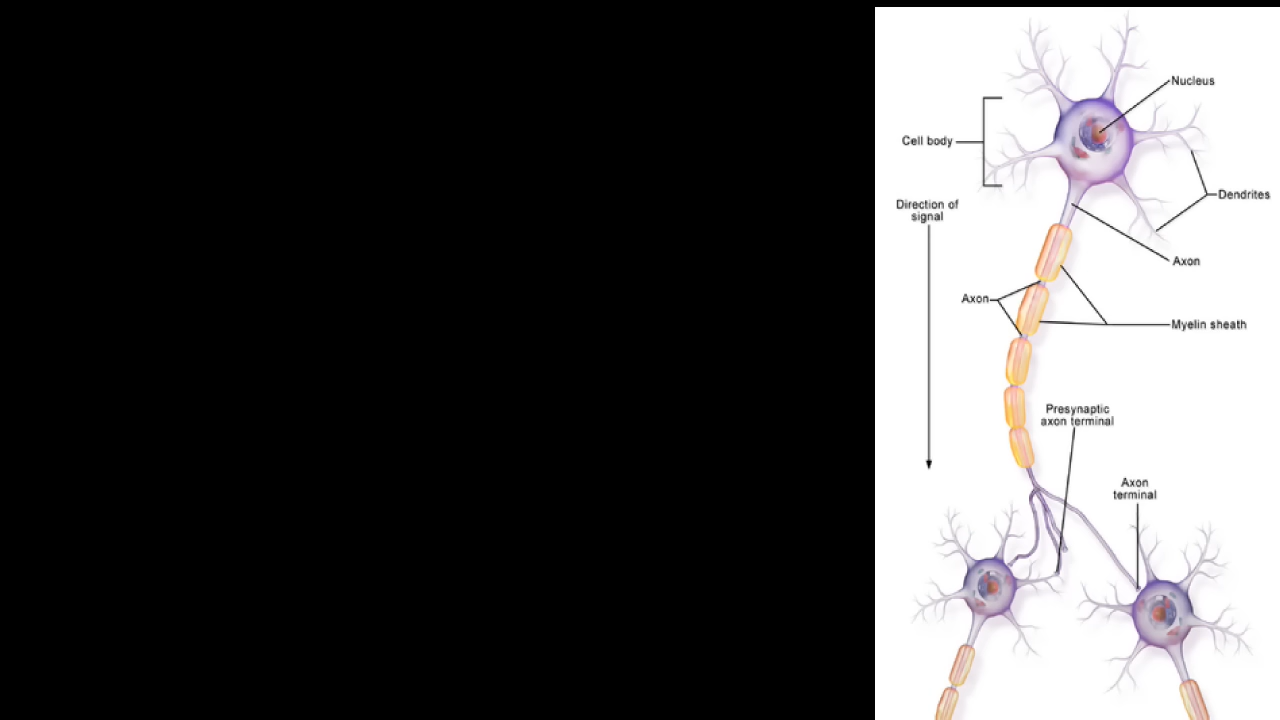 Nucleus
Cell body
Dendrites
Direction of
signal
Axon
Axon
Myelin sheath
Presynaptic
axon terminal
Axon
terminal